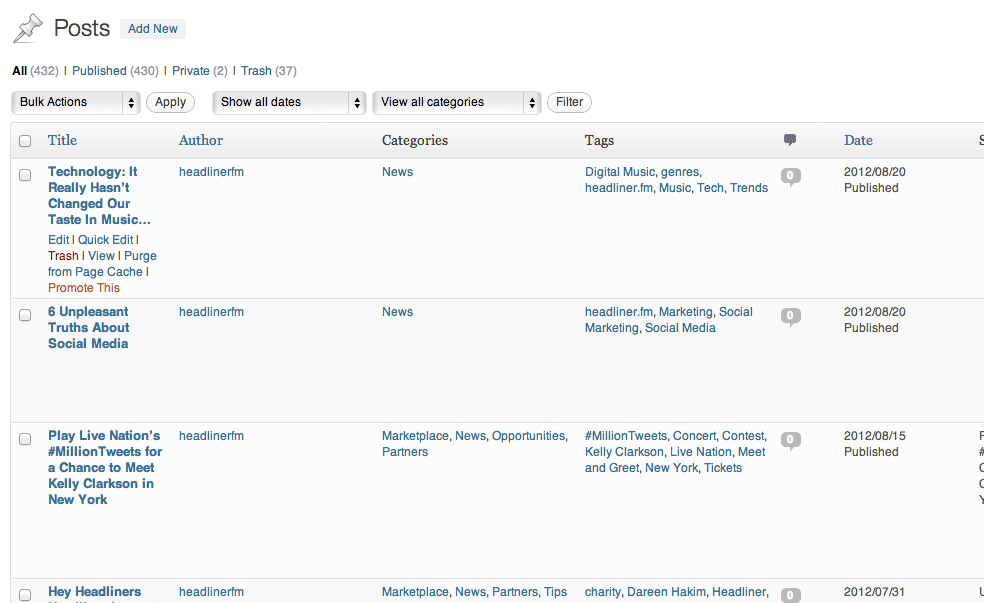 Posts Add New
All (432) | Published (430) | Private (2) | Trash (37)
Bulk Actions Apply Show all dates View all categories Filter
Title Author Categories Tags Date S
Technology: It
Really Hasn't
Changed Our
Taste In Music...
Edit | Quick Edit |
Trash | View | Purge
from Page Cache |
Promote This
headlinerfm
News
Digital Music, genres,
headliner.fm, Music, Tech, Trends
0
2012/08/20
Published
6 Unpleasant
Truths About
Social Media
headlinerfm
News
headliner.fm, Marketing, Social
Marketing, Social Media
0
2012/08/20
Published
Play Live Nation's
#MillionTweets for
a Chance to Meet
Kelly Clarkson in
New York
headlinerfm
Marketplace, News, Opportunities,
Partners
#MillionTweets, Concert, Contest,
Kelly Clarkson, Live Nation, Meet
and Greet, New York, Tickets
0
2012/08/15
Published
Hey Headliners
headlinerfm
Marketplace, News, Partners, Tips
charity, Dareen Hakim, Headliner,
0
2012/07/31